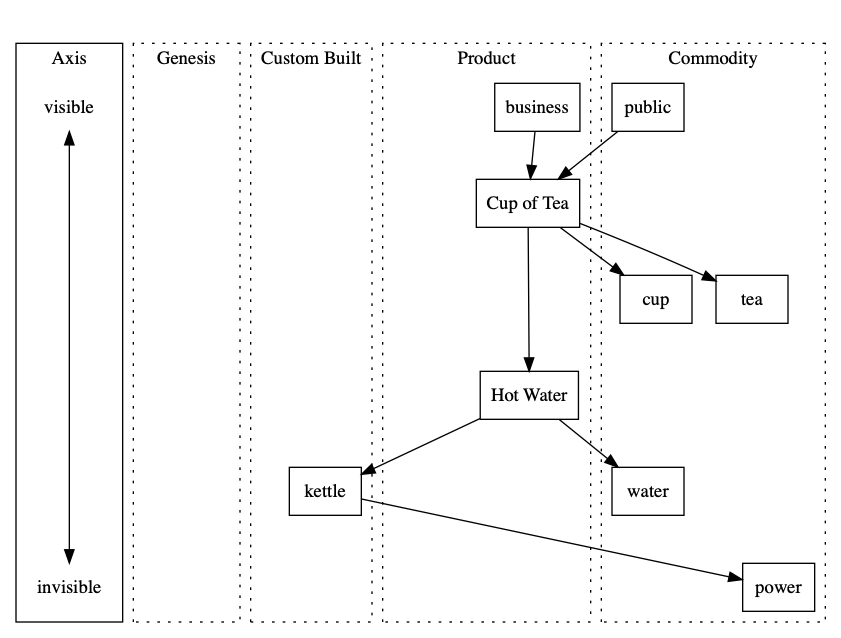 Axis
Genesis
Custom Built
Product
Commodity
visible
business
public
Cup of Tea
cup
tea
Hot Water
kettle
water
invisible
power